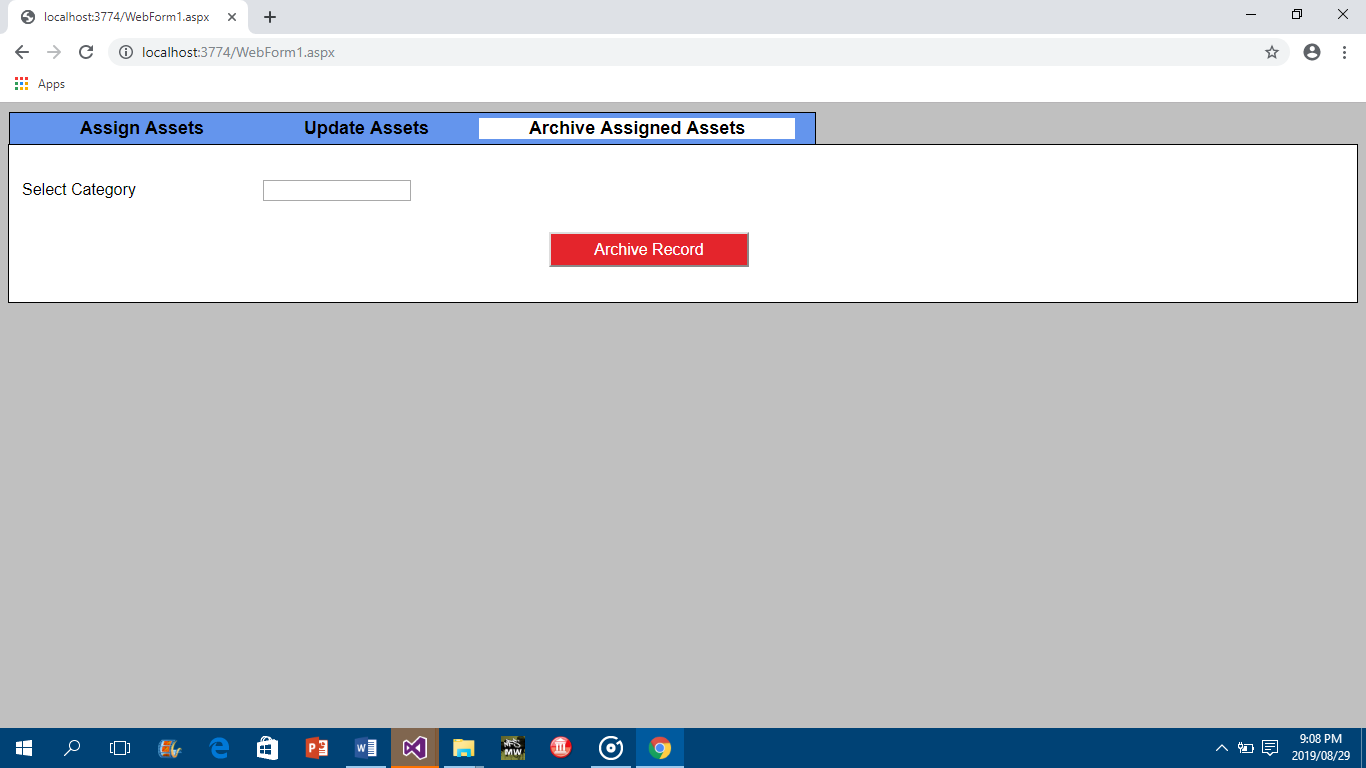 localhost:3774/WebForm1.aspx
localhost:3774/WebForm1.aspx
Apps
Assign Assets Update Assets Archive Assigned Assets
Select Category
Archive Record
MW
9:08 PM
2019/08/29